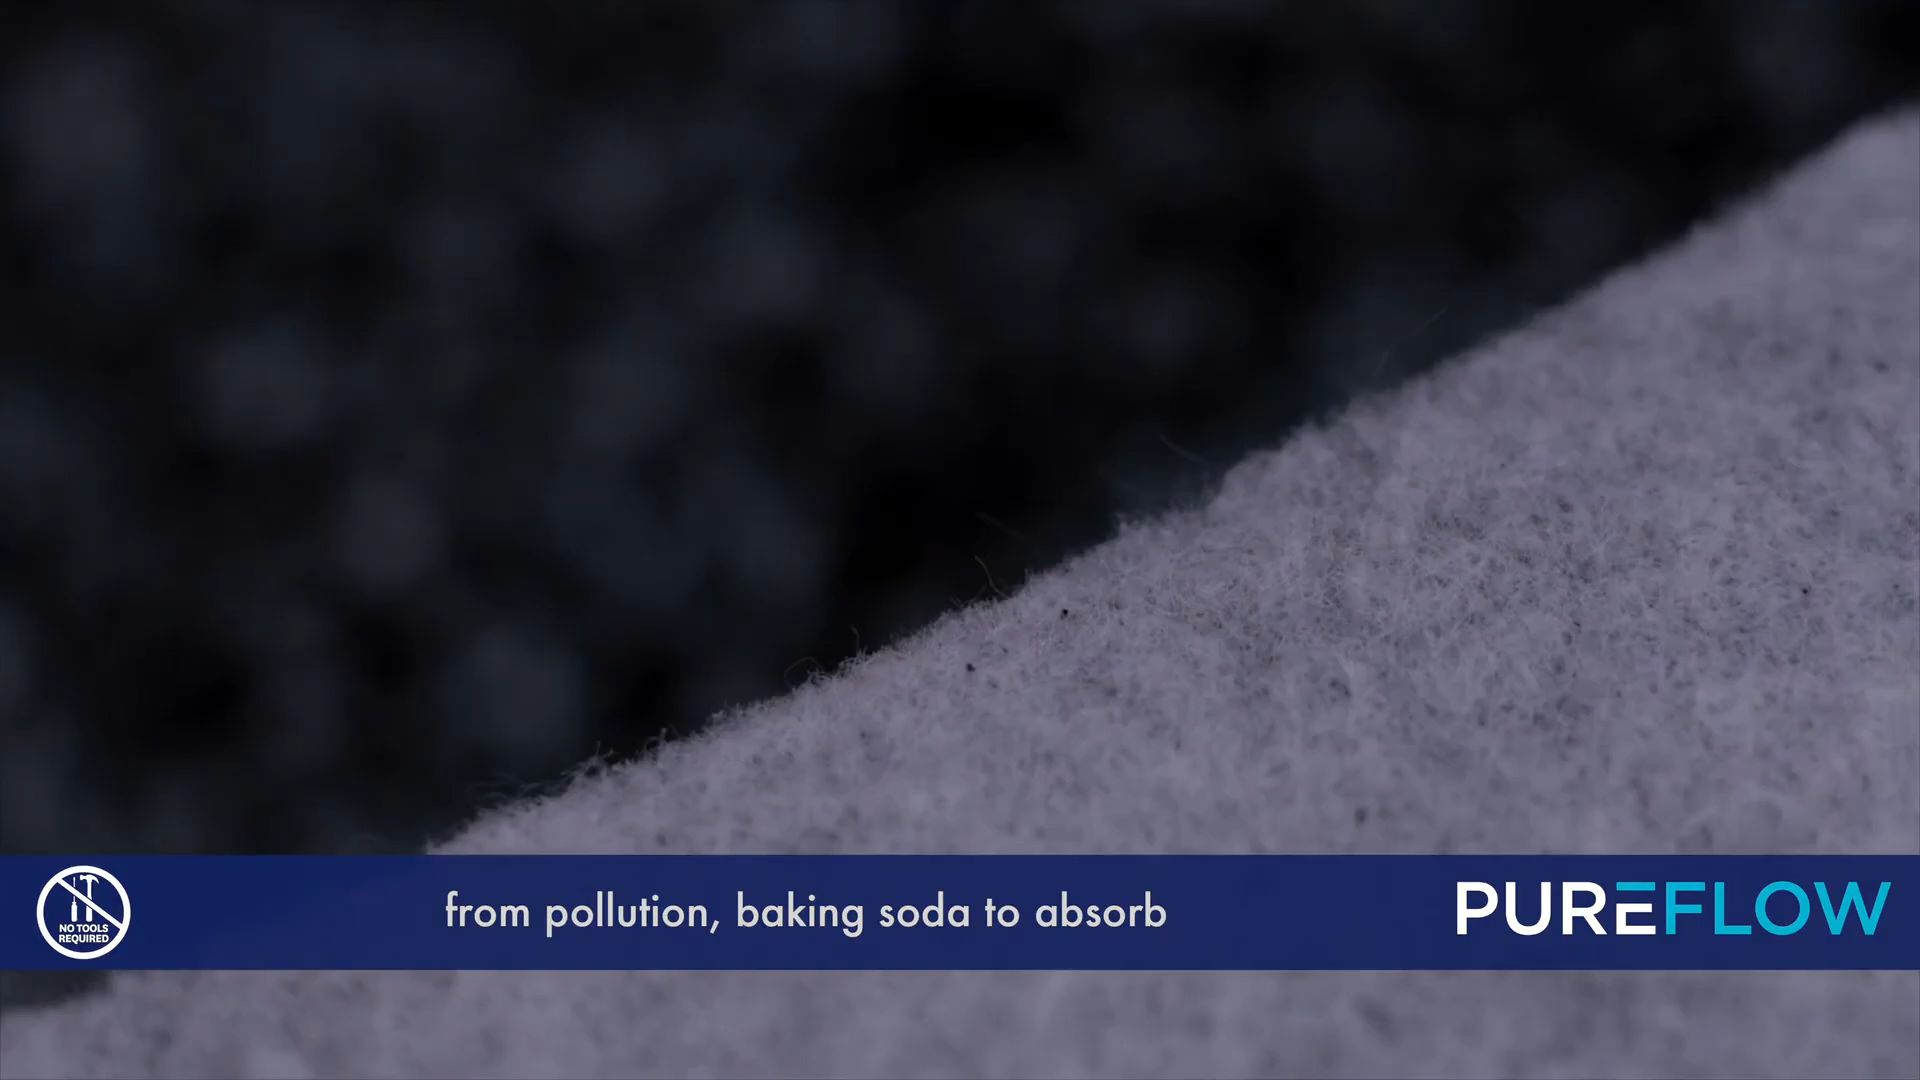 NO TOOLS
REQUIRED
from pollution, baking soda to absorb
PUREFLOW